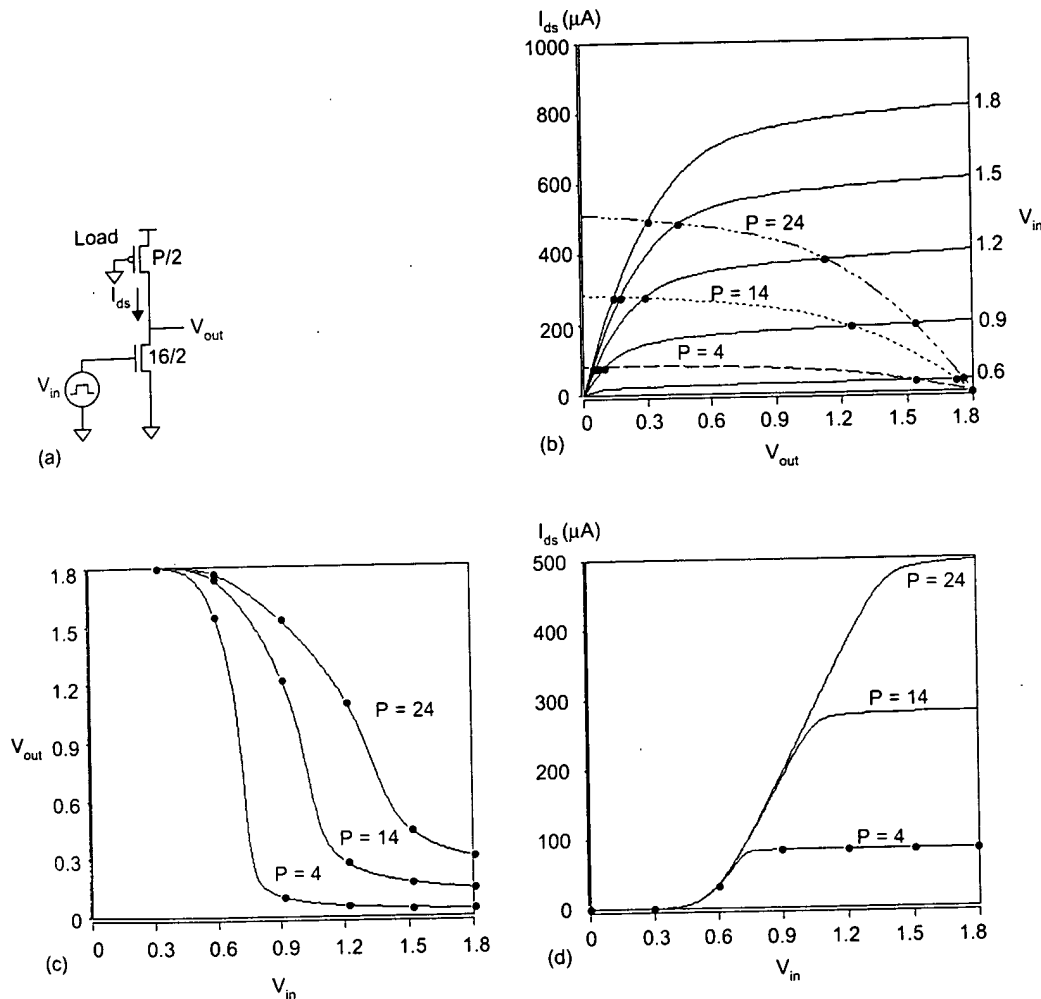 Load
P/2
I_ds
V_out
16/2
V_in
(a)
I_ds (μA)
1000
800
600
400
200
0
P = 24
P = 14
P = 4
1.8
1.5
1.2
0.9
0.6
V_in
0
0.3
0.6
0.9
1.2
1.5
1.8
V_out
(b)
1.8
1.5
1.2
V_out
0.9
0.6
0.3
0
P = 24
P = 14
P = 4
0
0.3
0.6
0.9
1.2
1.5
1.8
V_in
(c)
I_ds (μA)
500
400
300
200
100
0
P = 24
P = 14
P = 4
0
0.3
0.6
0.9
1.2
1.5
1.8
V_in
(d)